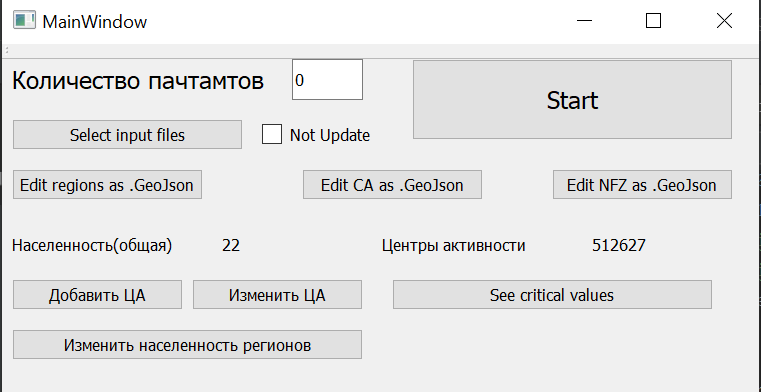 MainWindow
Количество пачтамтов 0 Start
Select input files Not Update
Edit regions as .GeoJson Edit CA as .GeoJson Edit NFZ as .GeoJson
Населенность(общая) 22 Центры активности 512627
Добавить ЦА Изменить ЦА See critical values
Изменить населенность регионов